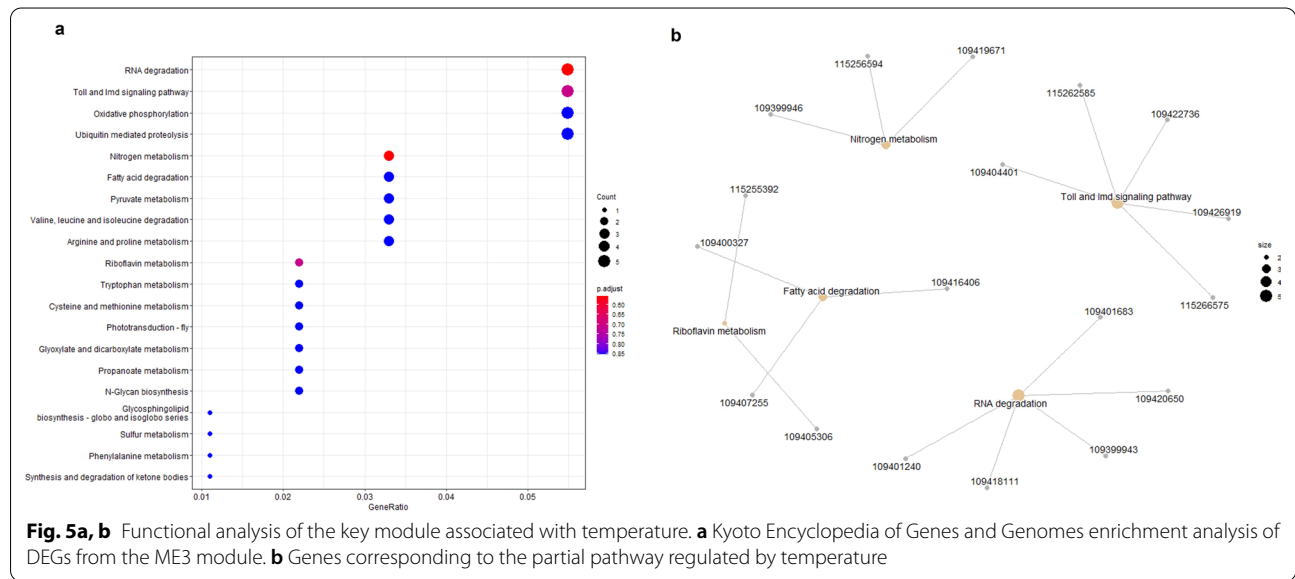 a
RNA degradation
Toll and Imd signaling pathway
Oxidative phosphorylation
Ubiquitin mediated proteolysis
Nitrogen metabolism
Fatty acid degradation
Pyruvate metabolism
Valine, leucine and isoleucine degradation
Arginine and proline metabolism
Riboflavin metabolism
Tryptophan metabolism
Cysteine and methionine metabolism
Phototransduction - fly
Glyoxylate and dicarboxylate metabolism
Propanoate metabolism
N-Glycan biosynthesis
Glycosphingolipid
biosynthesis - globo and isoglobo series
Sulfur metabolism
Phenylalanine metabolism
Synthesis and degradation of ketone bodies
0.01 0.02 0.03 0.04 0.05
GeneRatio
Count
1
2
3
4
5
p.adjust
0.60
0.65
0.70
0.75
0.80
0.85
b
109419671
115256594
115262585
109399946
109422736
Nitrogen metabolism
109404401
115255392
Toll and Imd signaling pathway
109426919
109400327
Fatty acid degradation
109416406
115266575
109401683
Riboflavin metabolism
RNA degradation
109420650
109407255
109405306
109399943
109401240
109418111
size
2
3
4
5
Fig. 5a, b Functional analysis of the key module associated with temperature. a Kyoto Encyclopedia of Genes and Genomes enrichment analysis of
DEGs from the ME3 module. b Genes corresponding to the partial pathway regulated by temperature